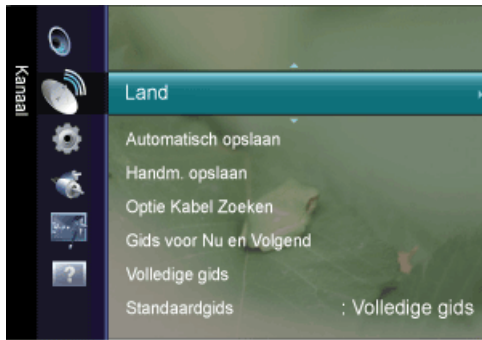 Kanaal
Land
Automatisch opslaan
Handm. opslaan
Optie Kabel Zoeken
Gids voor Nu en Volgend
Volledige gids
Standaardgids : Volledige gids